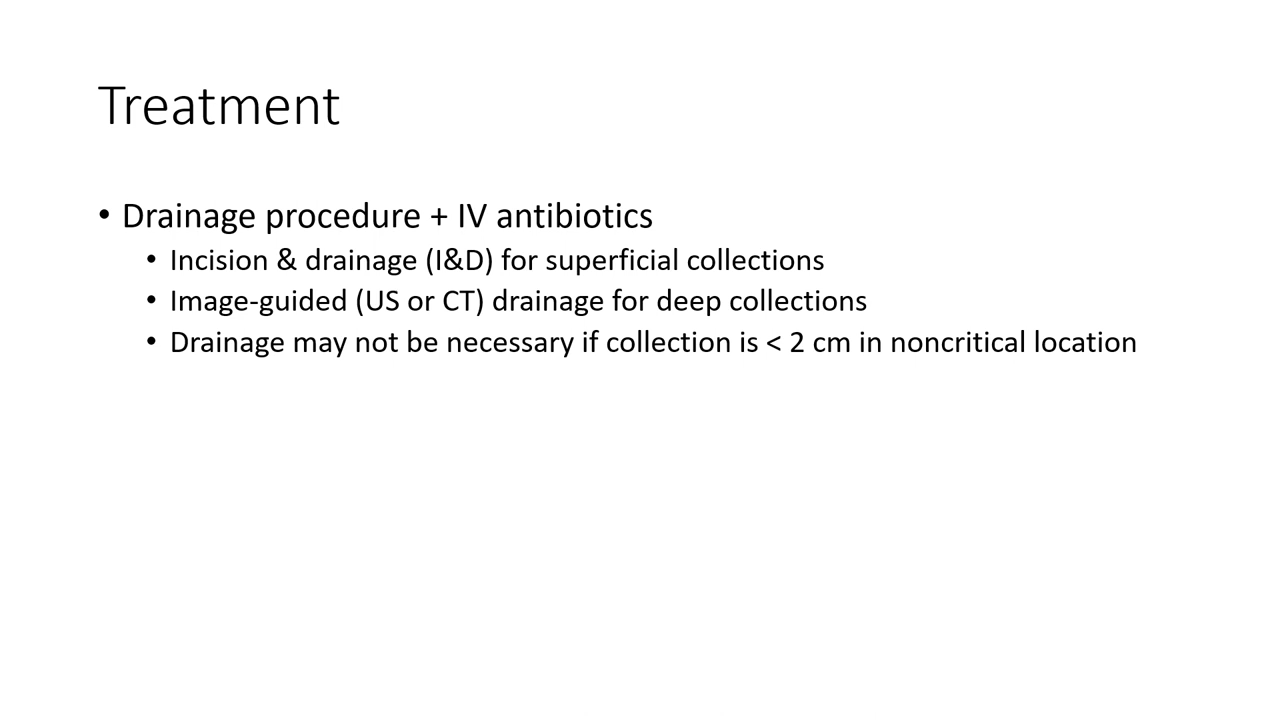 Treatment
• Drainage procedure + IV antibiotics
• Incision & drainage (I&D) for superficial collections
• Image-guided (US or CT) drainage for deep collections
• Drainage may not be necessary if collection is < 2 cm in noncritical location